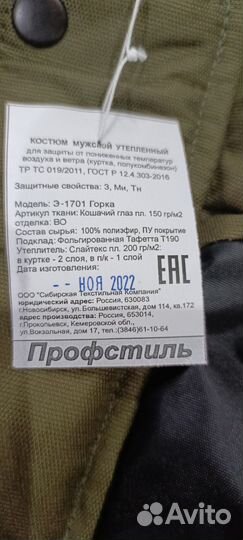 КОСТЮМ МУЖСКОЙ УТЕПЛЕННЫЙ
для защиты от пониженных температур
воздуха и ветра (куртка, полукомбинезон)
ТР ТС 019/2011, ГОСТ Р 12.4.303-2016
Защитные свойства: З, Ми, Тн
Модель: Э-1701 Горка
Артикул ткани: Кошачий глаз пл. 150 гр/м2
отделка: ВО
Состав сырья: 100% полиэфир, ПУ покрытие
Подклад: Фольгированная Таффета Т190
Утеплитель: Слайтекс пл. 200 гр/м2:
в куртке - 2 слоя, в п/к - 1 слой
Дата изготовления:
EAC
- - НОЯ 2022
ООО "Сибирская Текстильная Компания"
юридический адрес: Россия, 630083
г.Новосибирск, ул.Большевистская, дом 114, кв.172
адрес производства: Россия, 653014,
г.Прокопьевск, Кемеровской обл.,
ул.Вокзальная, дом 17, тел.:(3846)61-10-64
Профстиль
Avito